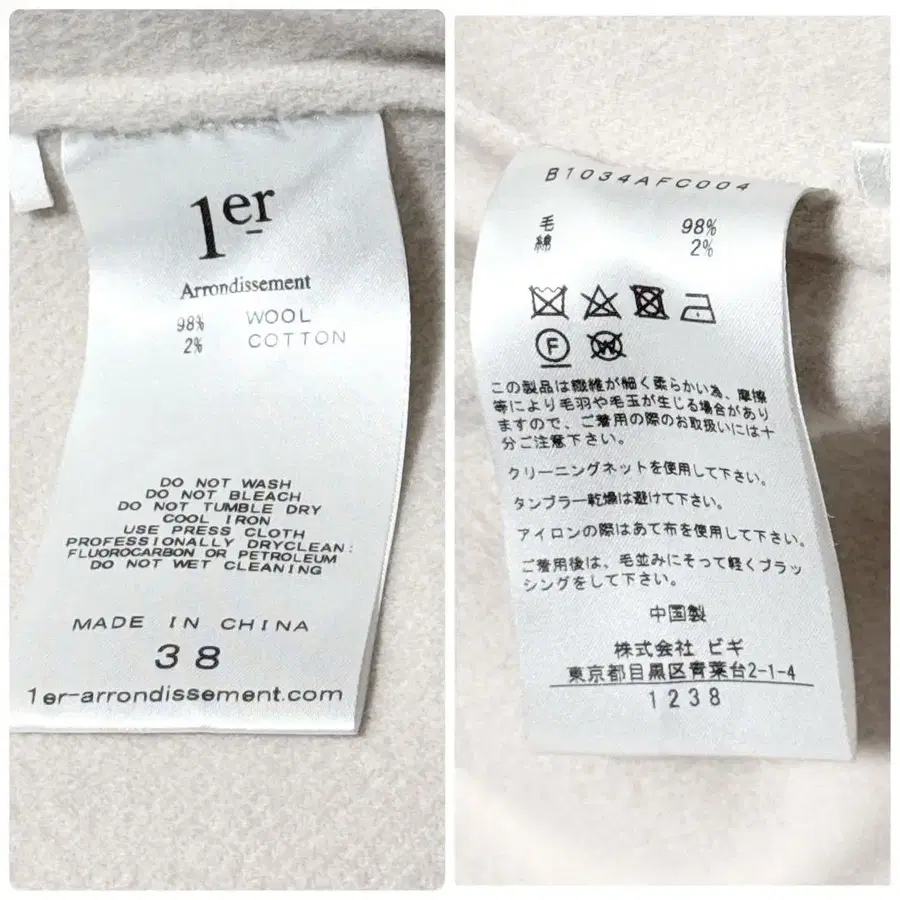 1er
Arrondissement
98% WOOL
2% COTTON
DO NOT WASH
DO NOT BLEACH
DO NOT TUMBLE DRY
COOL IRON
USE PRESS CLOTH
PROFESSIONALLY DRYCLEAN:
FLUOROCARBON OR PETROLEUM
DO NOT WET CLEANING
MADE IN CHINA
38
1er-arrondissement.com
B1034AFC004
毛 98%
綿 2%
F W
この製品は繊維が細く柔らかい為、摩擦
等により毛羽や毛玉が生じる場合があり
ますので、ご着用の際のお取扱いには十
分ご注意下さい。
クリーニングネットを使用して下さい。
タンブラー乾燥は避けて下さい。
アイロンの際はあて布を使用して下さい。
ご着用後は、毛並みにそって軽くブラッ
シングをして下さい。
中国製
株式会社 ビギ
東京都目黒区青葉台2-1-4
1238